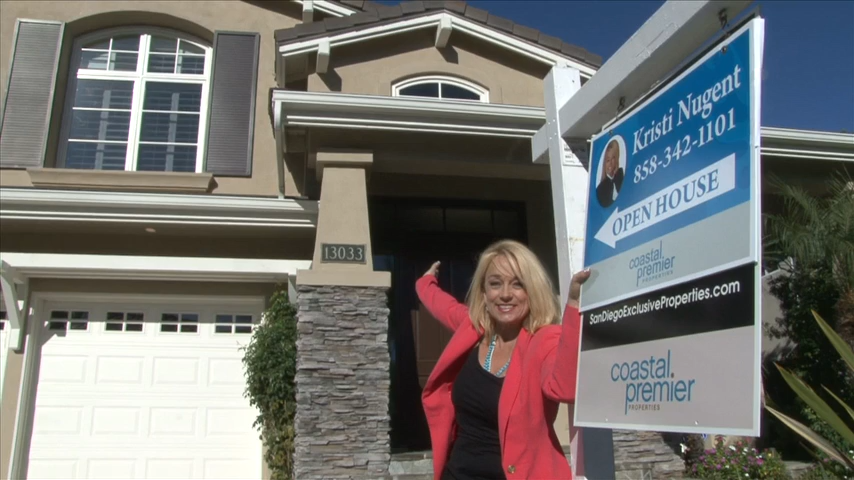 13033
Kristi Nugent
858-342-1101
OPEN HOUSE
coastal
premier
PROPERTIES
SanDiegoExclusiveProperties.com
coastal
premier
PROPERTIES